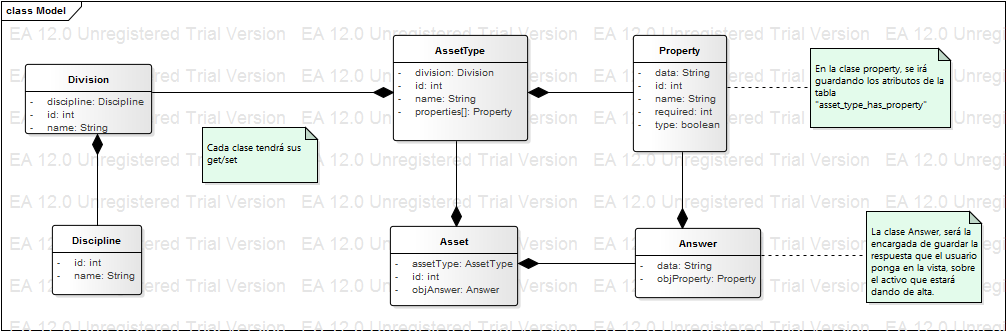 class Model
EA 12.0 Unregistered Trial Version
Division
- discipline: Discipline
- id: int
- name: String
AssetType
- division: Division
- id: int
- name: String
- properties[]: Property
Property
- data: String
- id: int
- name: String
- required: int
- type: boolean
En la clase property, se irá
guardando los atributos de la
tabla
"asset_type_has_property"
Cada clase tendrá sus
get/set
Discipline
- id: int
- name: String
Asset
- assetType: AssetType
- id: int
- objAnswer: Answer
Answer
- data: String
- objProperty: Property
La clase Answer, será la
encargada de guardar la
respuesta que el usuario
ponga en la vista, sobre
el activo que estará
dando de alta.